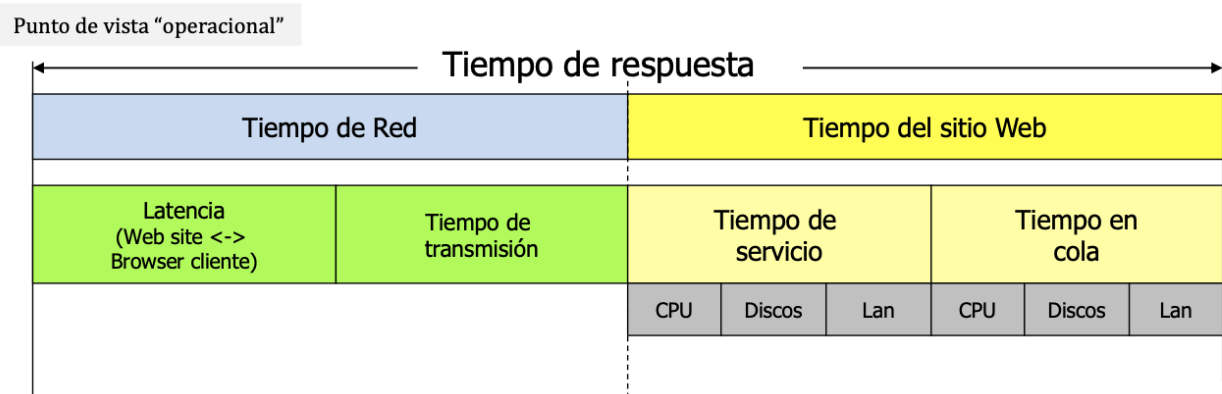 Punto de vista “operacional”
Tiempo de respuesta
Tiempo de Red
Tiempo del sitio Web
Latencia
(Web site <->
Browser cliente)
Tiempo de
transmisión
Tiempo de
servicio
Tiempo en
cola
CPU
Discos
Lan
CPU
Discos
Lan